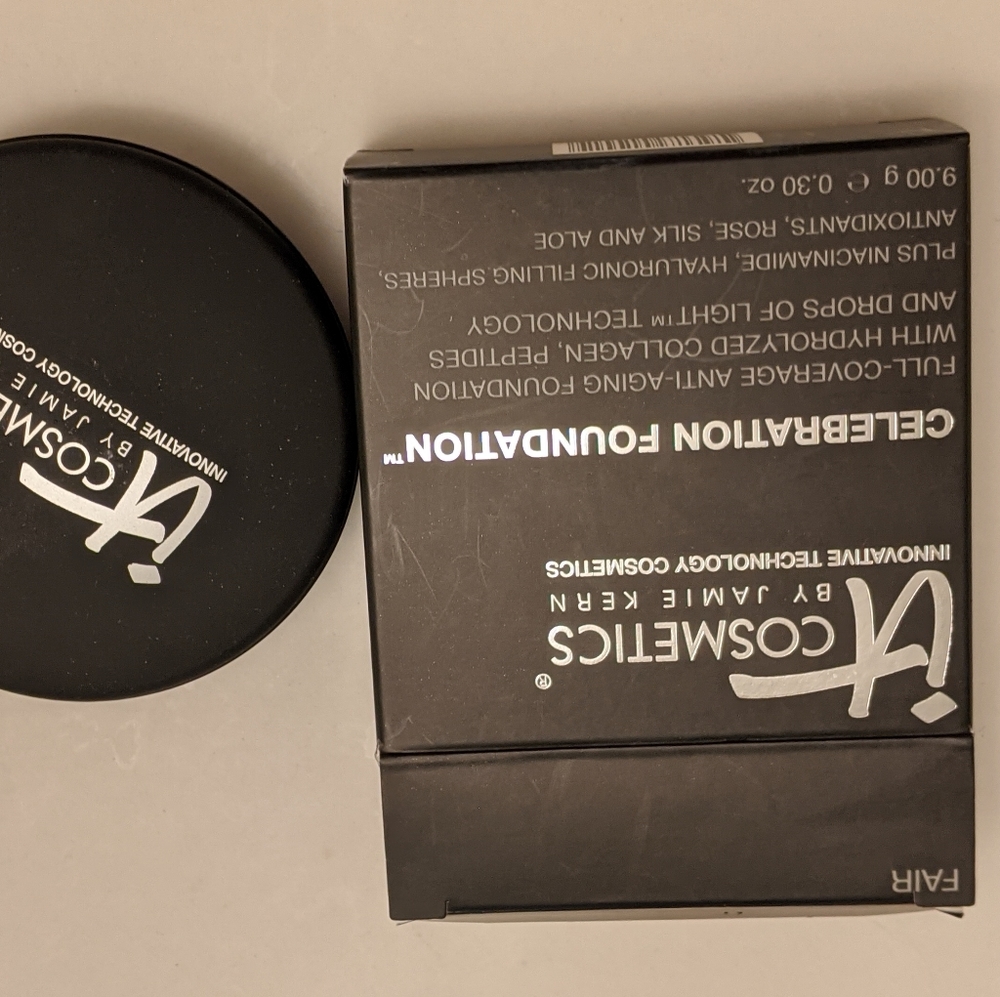 FAIR
it COSMETICS®
BY JAMIE KERN
INNOVATIVE TECHNOLOGY COSMETICS
CELEBRATION FOUNDATION™
FULL-COVERAGE ANTI-AGING FOUNDATION
WITH HYDROLYZED COLLAGEN, PEPTIDES
AND DROPS OF LIGHT™ TECHNOLOGY
PLUS NIACINAMIDE, HYALURONIC FILLING SPHERES,
ANTIOXIDANTS, ROSE, SILK AND ALOE
9.00 g ℮ 0.30 oz.
it COSME
BY JAMIE
INNOVATIVE TECHNOLOGY COS